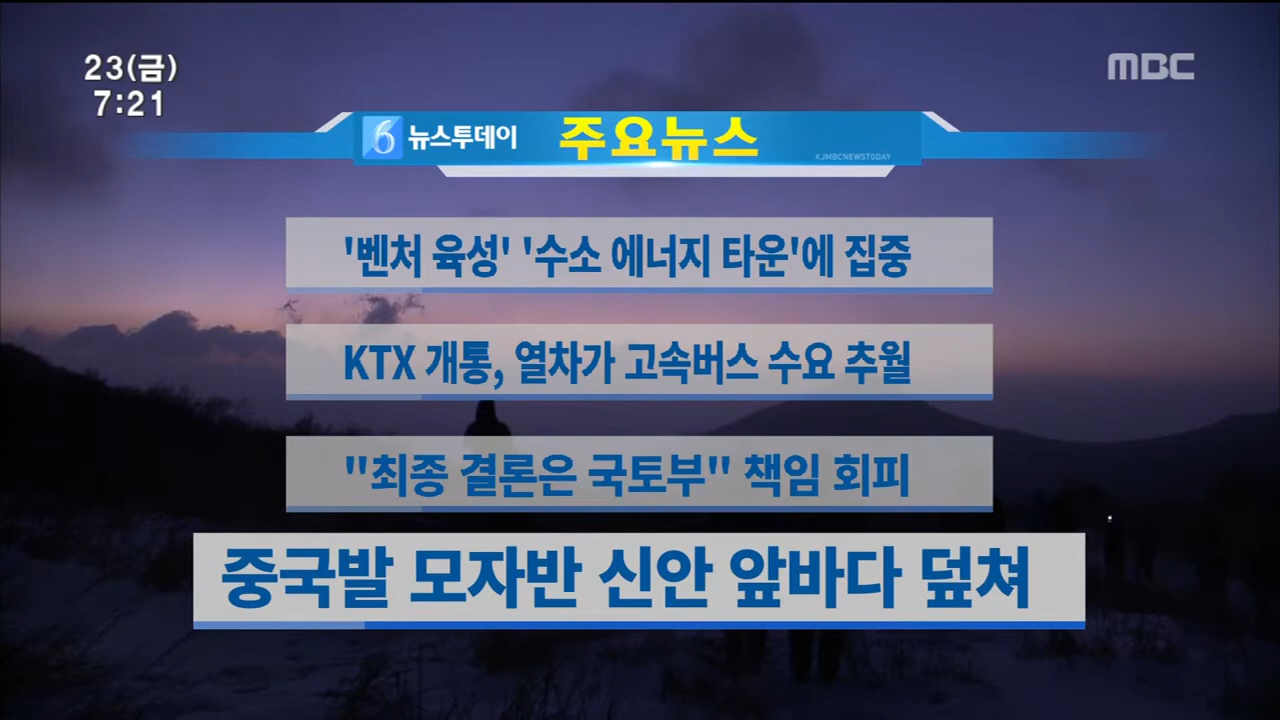 23(금)
7:21
MBC
6 뉴스투데이 주요뉴스
KJMBCNEWSTODAY
'벤처 육성' '수소 에너지 타운'에 집중
KTX 개통, 열차가 고속버스 수요 추월
"최종 결론은 국토부" 책임 회피
중국발 모자반 신안 앞바다 덮쳐